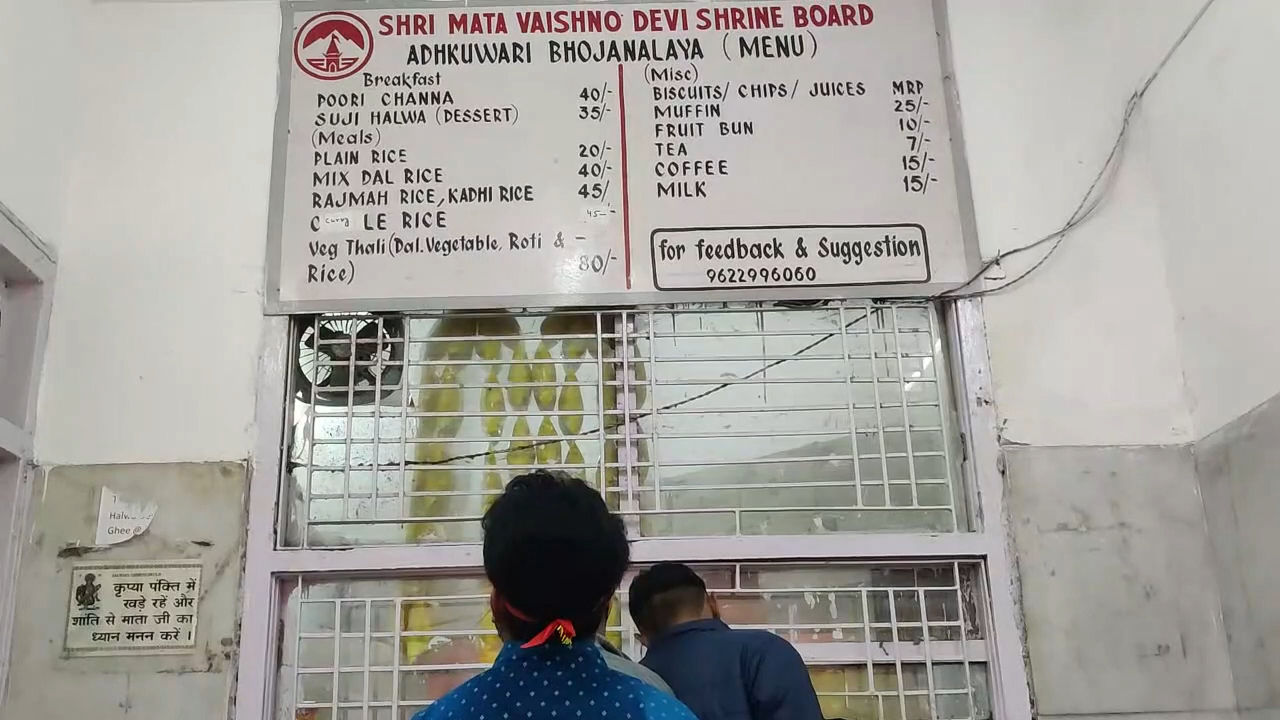 SHRI MATA VAISHNO DEVI SHRINE BOARD
ADHKUWARI BHOJANALAYA (MENU)
Breakfast
POORI CHANNA 40/-
SUJI HALWA (DESSERT) 35/-
(Meals)
PLAIN RICE 20/-
MIX DAL RICE 40/-
RAJMAH RICE, KADHI RICE 45/
C Curry LE RICE 45-
Veg Thali (Dal. Vegetable, Roti & -
Rice) 80/-
(Misc)
BISCUITS/ CHIPS/ JUICES MRP
MUFFIN 25/-
FRUIT BUN 10/-
TEA 7/-
COFFEE 15/-
MILK 15/-
for feedback & Suggestion
9622996060
Ghee @
कृप्या पंक्ति में
खड़े रहें और
शांति से माता जी का
ध्यान मनन करें ।